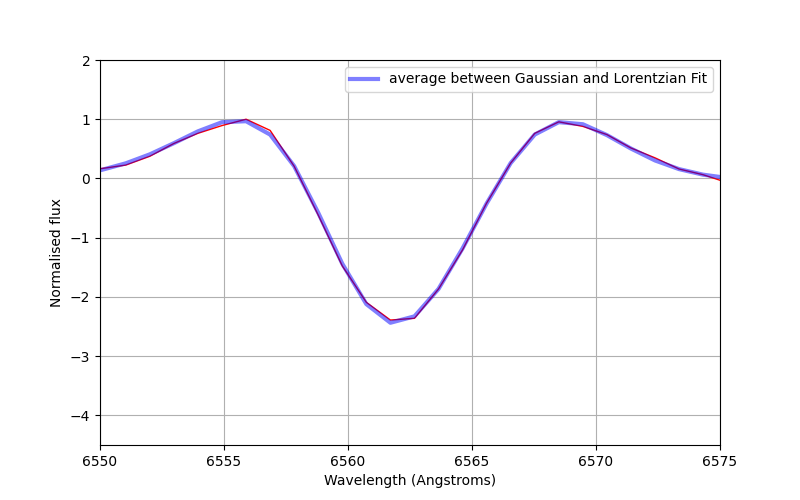 average between Gaussian and Lorentzian Fit
2
1
0
−1
−2
−3
−4
Normalised flux
6550 6555 6560 6565 6570 6575
Wavelength (Angstroms)